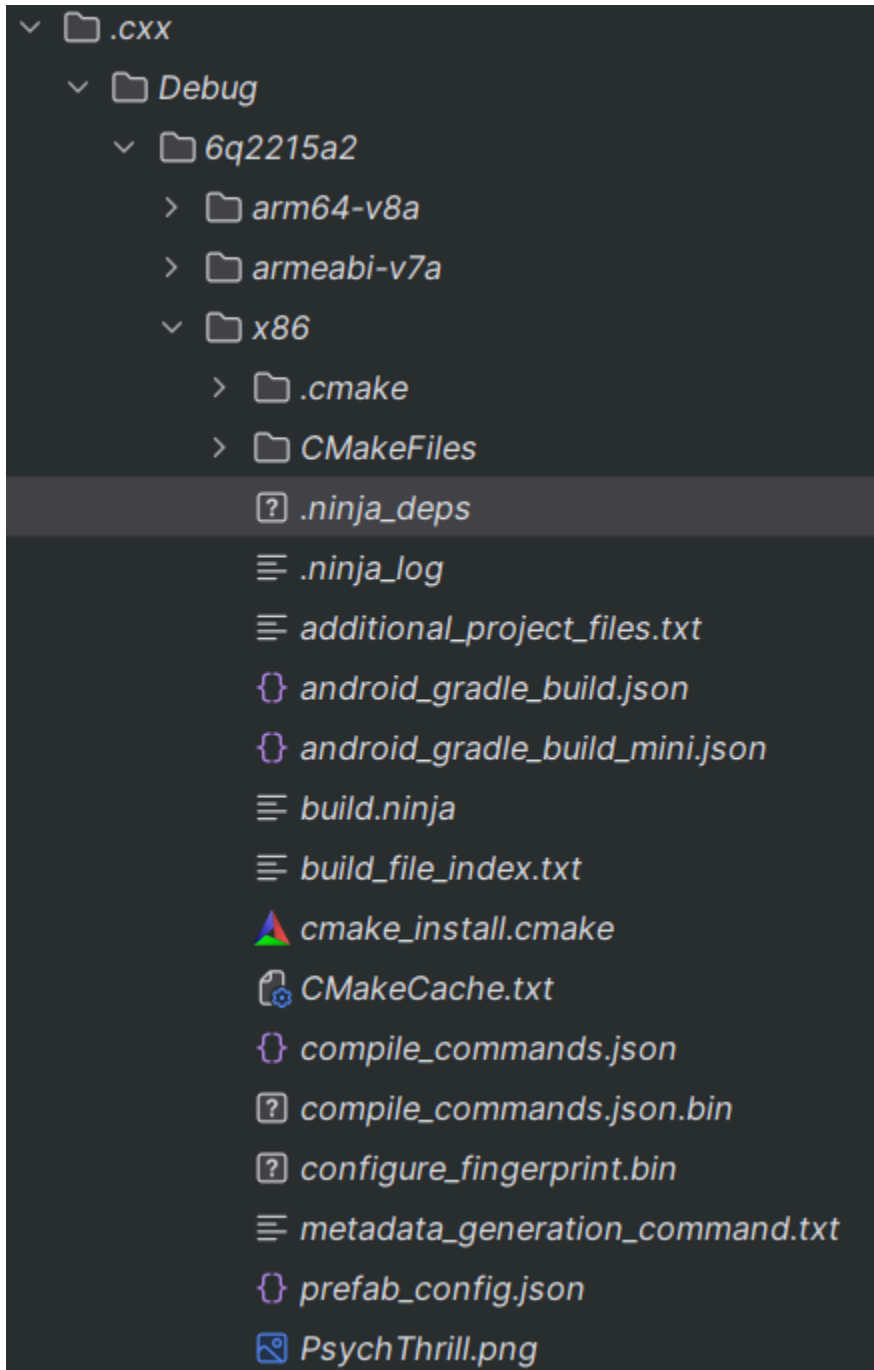 .cxx
Debug
6q2215a2
arm64-v8a
armeabi-v7a
x86
.cmake
CMakeFiles
.ninja_deps
.ninja_log
additional_project_files.txt
android_gradle_build.json
android_gradle_build_mini.json
build.ninja
build_file_index.txt
cmake_install.cmake
CMakeCache.txt
compile_commands.json
compile_commands.json.bin
configure_fingerprint.bin
metadata_generation_command.txt
prefab_config.json
PsychThrill.png